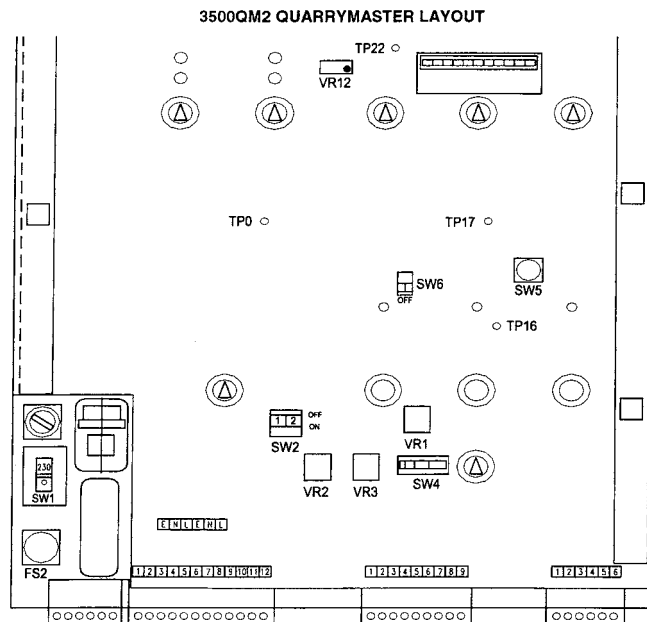 3500QM2 QUARRYMASTER LAYOUT
TP22
VR12
TP0
TP17
SW6
OFF
SW5
TP16
1 2
OFF
ON
SW2
VR1
230
SW1
VR2
VR3
SW4
E N L E N L
FS2
1 2 3 4 5 6 7 8 9 10 11 12
1 2 3 4 5 6 7 8 9
1 2 3 4 5 6